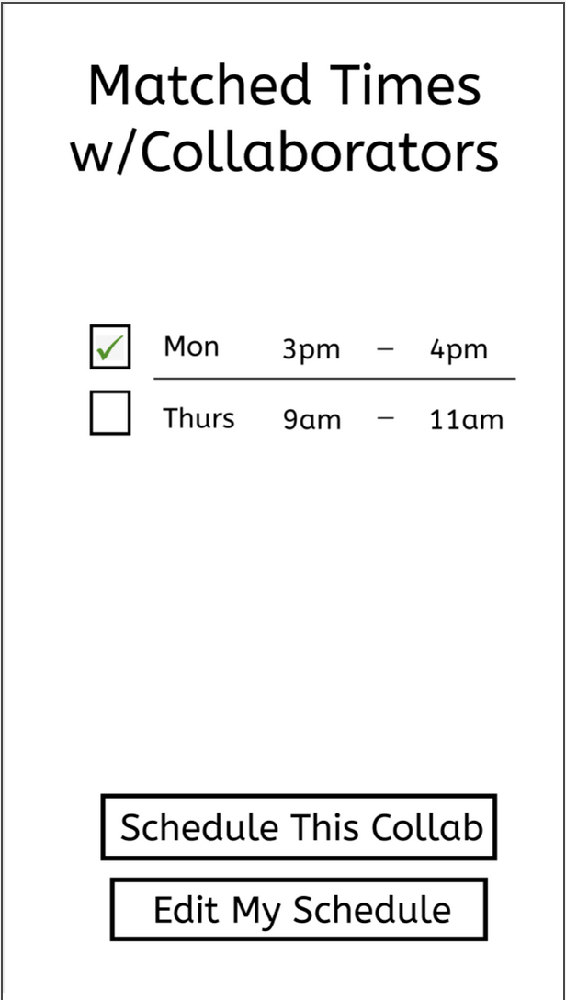 Matched Times
w/Collaborators
Mon 3pm – 4pm
Thurs 9am – 11am
Schedule This Collab
Edit My Schedule